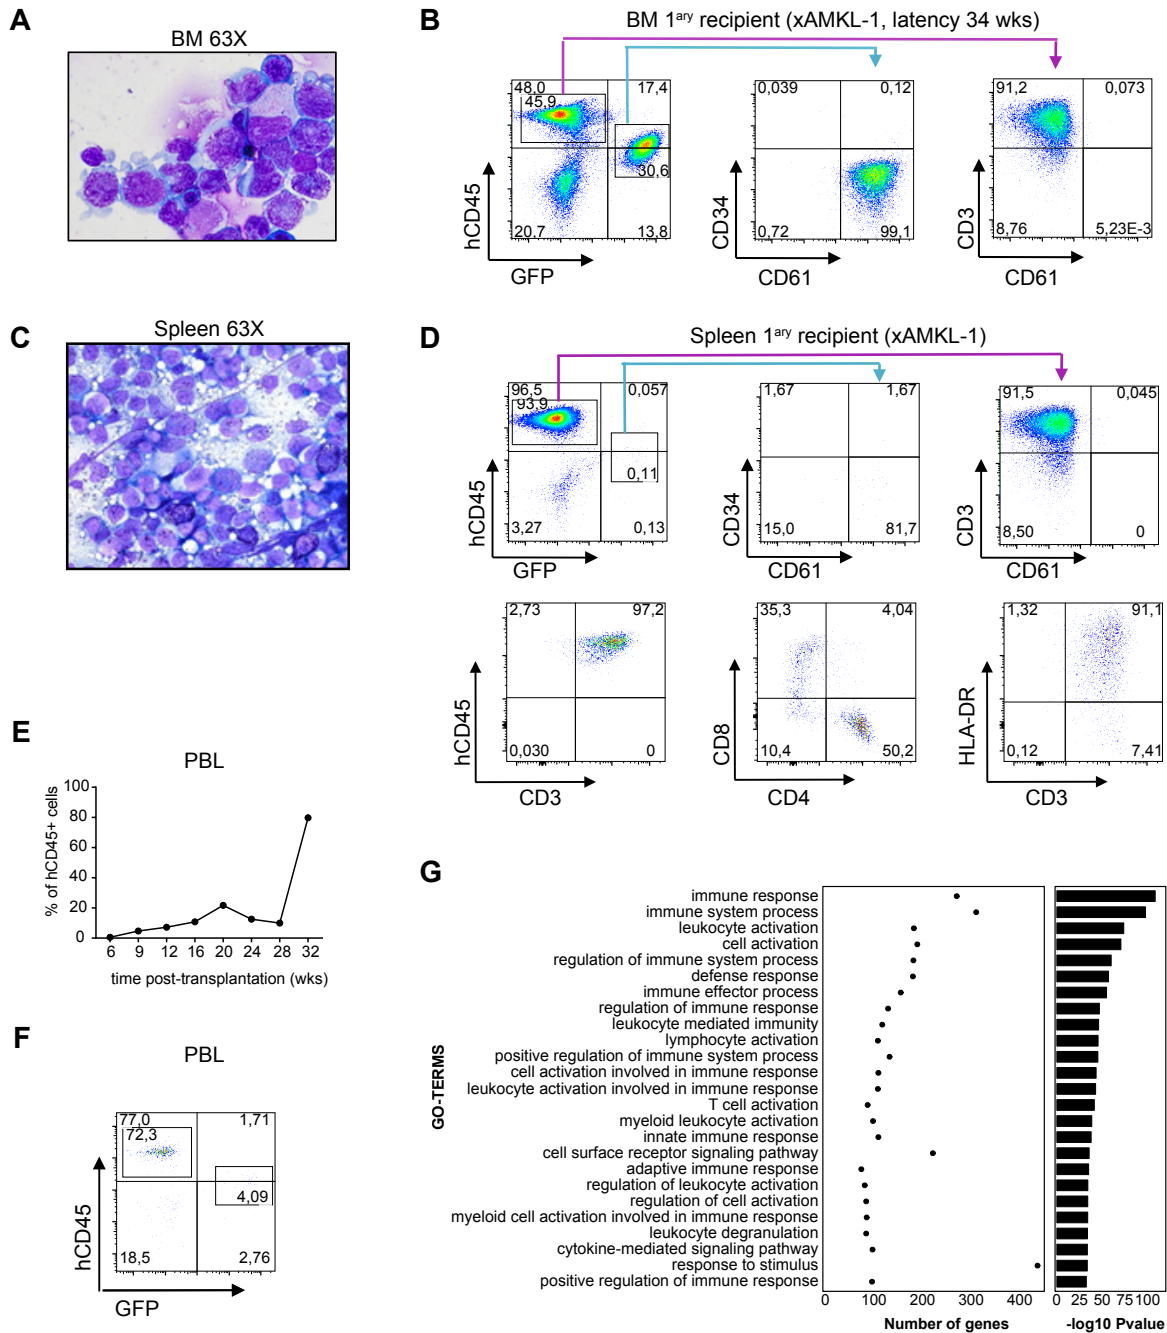 A
BM 63X
B
BM 1ary recipient (xAMKL-1, latency 34 wks)
48,0
17,4
45,9
30,6
20,7
13,8
hCD45
GFP
0,039
0,12
0,72
99,1
CD34
CD61
91,2
0,073
8,76
5,23E-3
CD3
CD61
C
Spleen 63X
D
Spleen 1ary recipient (xAMKL-1)
96,5
0,057
93,9
0,11
3,27
0,13
hCD45
GFP
1,67
1,67
15,0
81,7
CD34
CD61
91,5
0,045
8,50
0
CD3
CD61
2,73
97,2
0,030
0
hCD45
CD3
35,3
4,04
10,4
50,2
CD8
CD4
1,32
91,1
0,12
7,41
HLA-DR
CD3
E
PBL
% of hCD45+ cells
100
80
60
40
20
0
6 9 12 16 20 24 28 32
time post-transplantation (wks)
F
PBL
77,0
1,71
72,3
4,09
18,5
2,76
hCD45
GFP
G
GO-TERMS
immune response
immune system process
leukocyte activation
cell activation
regulation of immune system process
defense response
immune effector process
regulation of immune response
leukocyte mediated immunity
lymphocyte activation
positive regulation of immune system process
cell activation involved in immune response
leukocyte activation involved in immune response
T cell activation
myeloid leukocyte activation
innate immune response
cell surface receptor signaling pathway
adaptive immune response
regulation of leukocyte activation
regulation of cell activation
myeloid cell activation involved in immune response
leukocyte degranulation
cytokine-mediated signaling pathway
response to stimulus
positive regulation of immune response
0 100 200 300 400
Number of genes
0 25 50 75 100
-log10 Pvalue